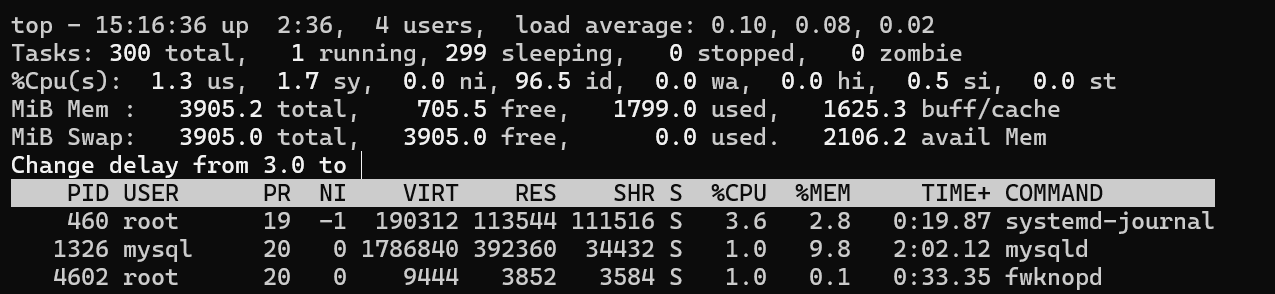 top - 15:16:36 up  2:36,  4 users,  load average: 0.10, 0.08, 0.02
Tasks: 300 total,   1 running, 299 sleeping,   0 stopped,   0 zombie
%Cpu(s):  1.3 us,  1.7 sy,  0.0 ni, 96.5 id,  0.0 wa,  0.0 hi,  0.5 si,  0.0 st
MiB Mem :   3905.2 total,    705.5 free,   1799.0 used,   1625.3 buff/cache
MiB Swap:   3905.0 total,   3905.0 free,      0.0 used.   2106.2 avail Mem
Change delay from 3.0 to
    PID USER      PR  NI    VIRT    RES    SHR S  %CPU  %MEM     TIME+ COMMAND
    460 root      19  -1  190312 113544 111516 S   3.6   2.8   0:19.87 systemd-journal
   1326 mysql     20   0 1786840 392360  34432 S   1.0   9.8   2:02.12 mysqld
   4602 root      20   0    9444   3852   3584 S   1.0   0.1   0:33.35 fwknopd